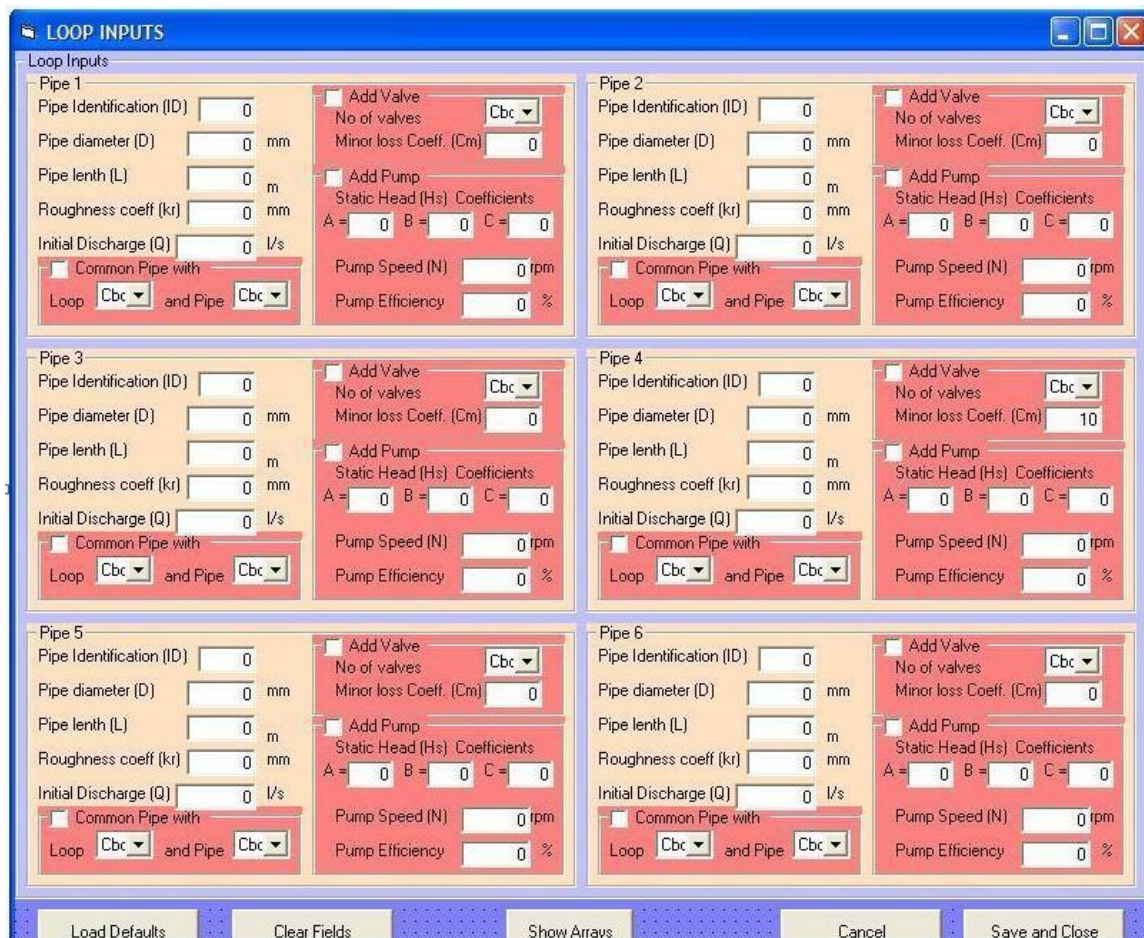 LOOP INPUTS
Loop Inputs
Pipe 1
Pipe Identification (ID) 0
Pipe diameter (D) 0 mm
Pipe lenth (L) 0 m
Roughness coeff (kr) 0 mm
Initial Discharge (Q) 0 l/s
Common Pipe with
Loop Cbc and Pipe Cbc
Add Valve
No of valves Cbc
Minor loss Coeff. (Cm) 0
Add Pump
Static Head (Hs) Coefficients
A = 0 B = 0 C = 0
Pump Speed (N) 0 rpm
Pump Efficiency 0 %
Pipe 2
Pipe Identification (ID) 0
Pipe diameter (D) 0 mm
Pipe lenth (L) 0 m
Roughness coeff (kr) 0 mm
Initial Discharge (Q) 0 l/s
Common Pipe with
Loop Cbc and Pipe Cbc
Add Valve
No of valves Cbc
Minor loss Coeff. (Cm) 0
Add Pump
Static Head (Hs) Coefficients
A = 0 B = 0 C = 0
Pump Speed (N) 0 rpm
Pump Efficiency 0 %
Pipe 3
Pipe Identification (ID) 0
Pipe diameter (D) 0 mm
Pipe lenth (L) 0 m
Roughness coeff (kr) 0 mm
Initial Discharge (Q) 0 l/s
Common Pipe with
Loop Cbc and Pipe Cbc
Add Valve
No of valves Cbc
Minor loss Coeff. (Cm) 0
Add Pump
Static Head (Hs) Coefficients
A = 0 B = 0 C = 0
Pump Speed (N) 0 rpm
Pump Efficiency 0 %
Pipe 4
Pipe Identification (ID) 0
Pipe diameter (D) 0 mm
Pipe lenth (L) 0 m
Roughness coeff (kr) 0 mm
Initial Discharge (Q) 0 l/s
Common Pipe with
Loop Cbc and Pipe Cbc
Add Valve
No of valves Cbc
Minor loss Coeff. (Cm) 10
Add Pump
Static Head (Hs) Coefficients
A = 0 B = 0 C = 0
Pump Speed (N) 0 rpm
Pump Efficiency 0 %
Pipe 5
Pipe Identification (ID) 0
Pipe diameter (D) 0 mm
Pipe lenth (L) 0 m
Roughness coeff (kr) 0 mm
Initial Discharge (Q) 0 l/s
Common Pipe with
Loop Cbc and Pipe Cbc
Add Valve
No of valves Cbc
Minor loss Coeff. (Cm) 0
Add Pump
Static Head (Hs) Coefficients
A = 0 B = 0 C = 0
Pump Speed (N) 0 rpm
Pump Efficiency 0 %
Pipe 6
Pipe Identification (ID) 0
Pipe diameter (D) 0 mm
Pipe lenth (L) 0 m
Roughness coeff (kr) 0 mm
Initial Discharge (Q) 0 l/s
Common Pipe with
Loop Cbc and Pipe Cbc
Add Valve
No of valves Cbc
Minor loss Coeff. (Cm) 0
Add Pump
Static Head (Hs) Coefficients
A = 0 B = 0 C = 0
Pump Speed (N) 0 rpm
Pump Efficiency 0 %
Load Defaults Clear Fields Show Arrays Cancel Save and Close